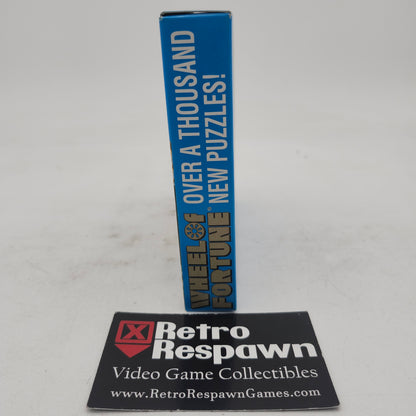 WHEEL OF
FORTUNE
OVER A THOUSAND
NEW PUZZLES!
Retro
Respawn
Video Game Collectibles
www.RetroRespawnGames.com